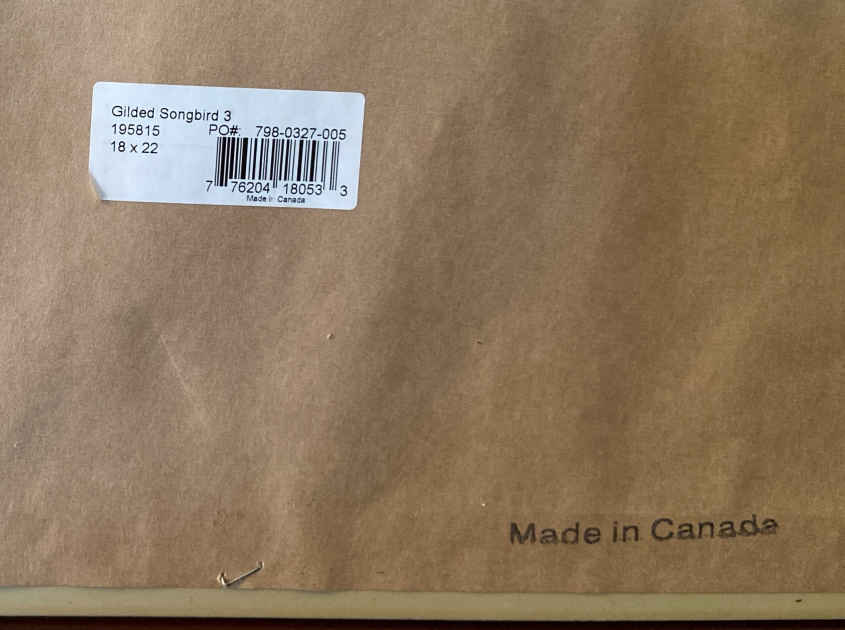 Gilded Songbird 3
195815 PO#: 798-0327-005
18 x 22
7 76204 18053 3
Made in Canada
Made in Canada